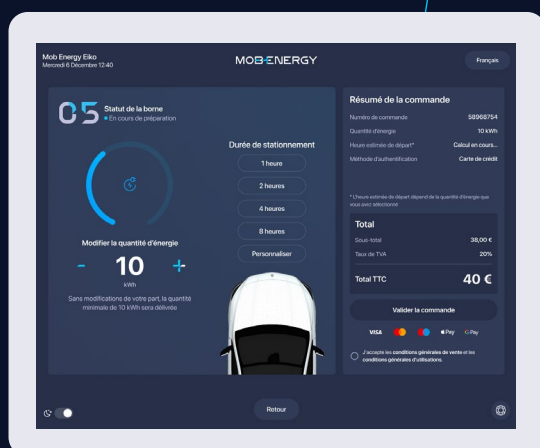 Mob Energy Eiko
Mercredi 6 Décembre 12:40
MOB ENERGY
Français
05
Statut de la borne
En cours de préparation
Modifier la quantité d'énergie
- 10 +
kWh
Sans modifications de votre part, la quantité
minimale de 10 kWh sera délivrée
Durée de stationnement
1 heure
2 heures
4 heures
8 heures
Personnaliser
Résumé de la commande
Numéro de commande 58968754
Quantité d'énergie 10 kWh
Heure estimée de départ* Calcul en cours...
Méthode d'authentification Carte de crédit
* L'heure estimée de départ dépend de la quantité d'énergie que
vous avez sélectionné
Total
Sous-total 38,00 €
Taux de TVA 20%
Total TTC 40 €
Valider la commande
VISA Pay G Pay
J'accepte les conditions générales de vente et les
conditions générales d'utilisations.
Retour